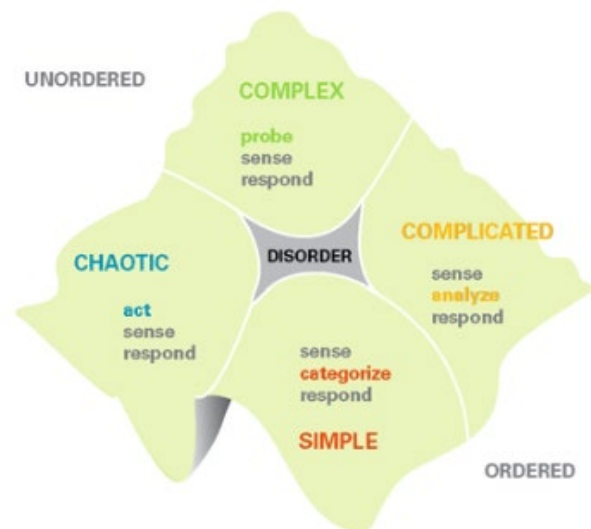 UNORDERED
COMPLEX
probe
sense
respond
CHAOTIC
act
sense
respond
DISORDER
COMPLICATED
sense
analyze
respond
sense
categorize
respond
SIMPLE
ORDERED